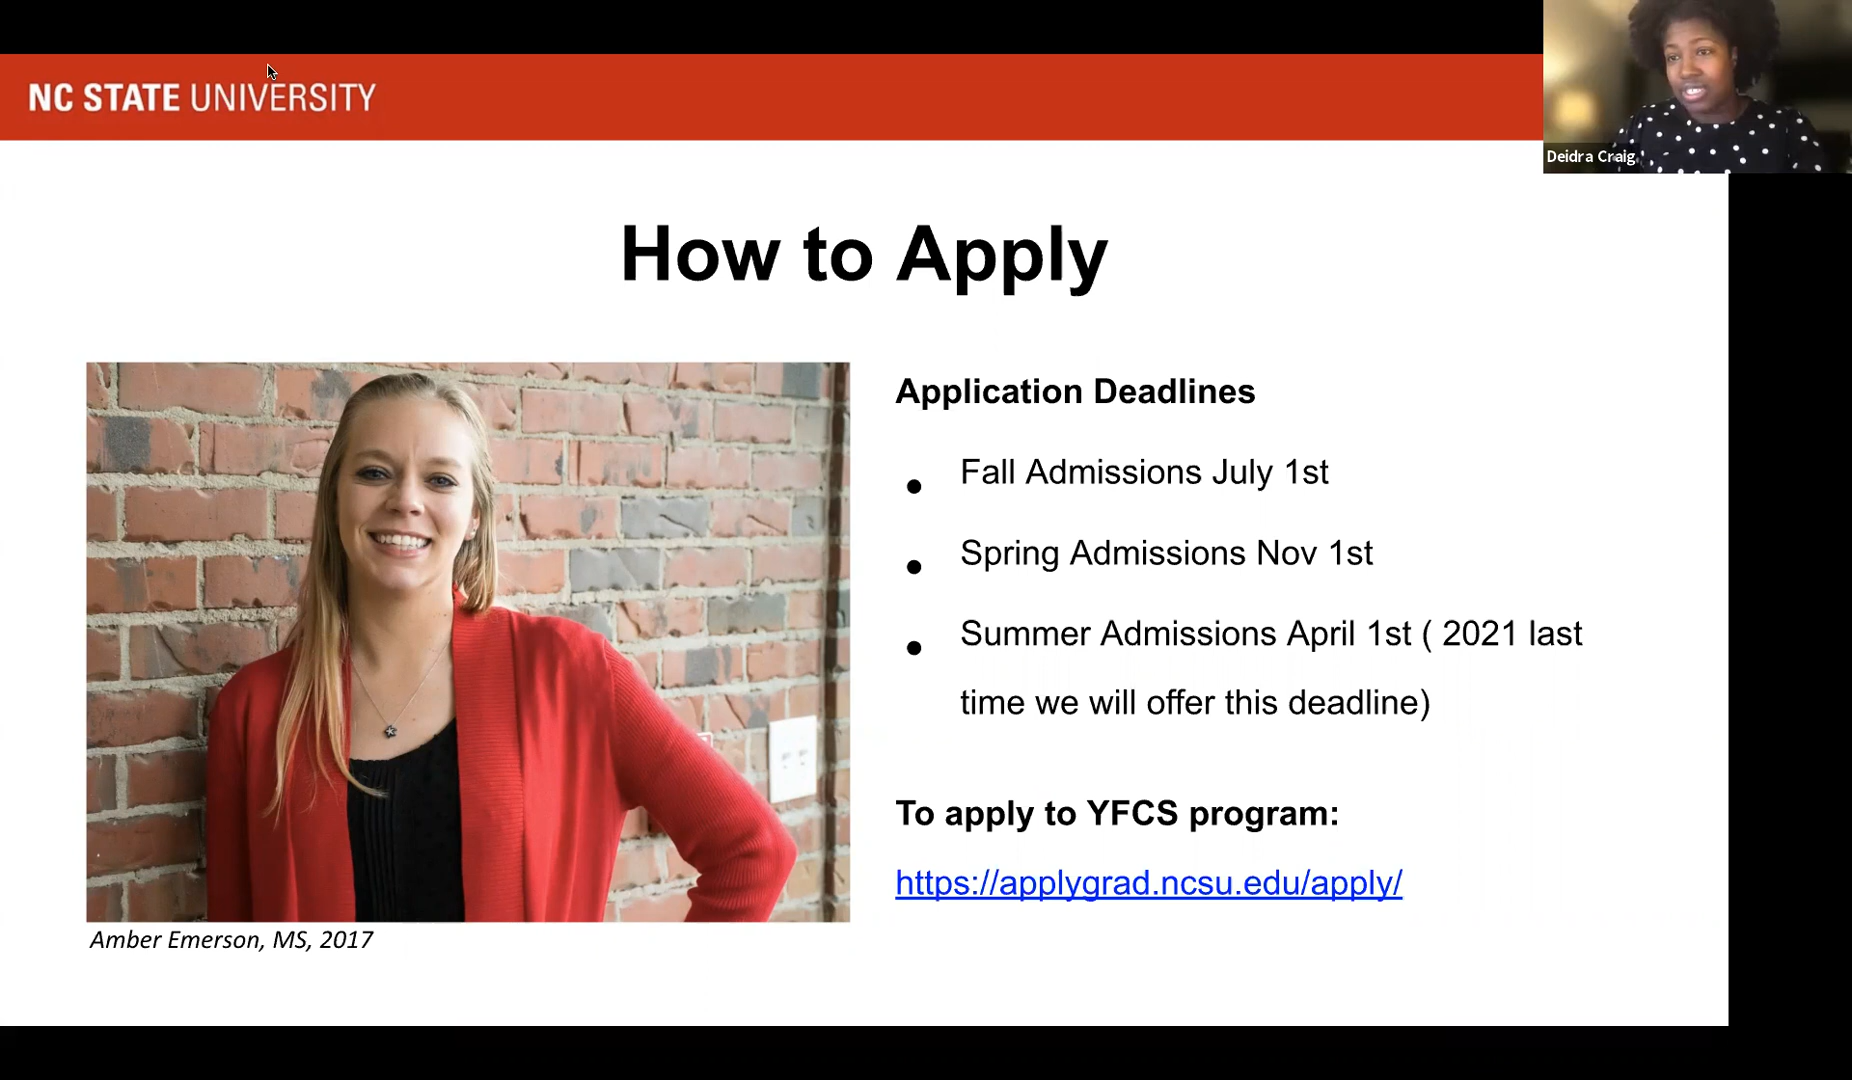 NC STATE UNIVERSITY
Deidra Craig
How to Apply
Application Deadlines
● Fall Admissions July 1st
● Spring Admissions Nov 1st
● Summer Admissions April 1st ( 2021 last
time we will offer this deadline)
To apply to YFCS program:
https://applygrad.ncsu.edu/apply/
Amber Emerson, MS, 2017